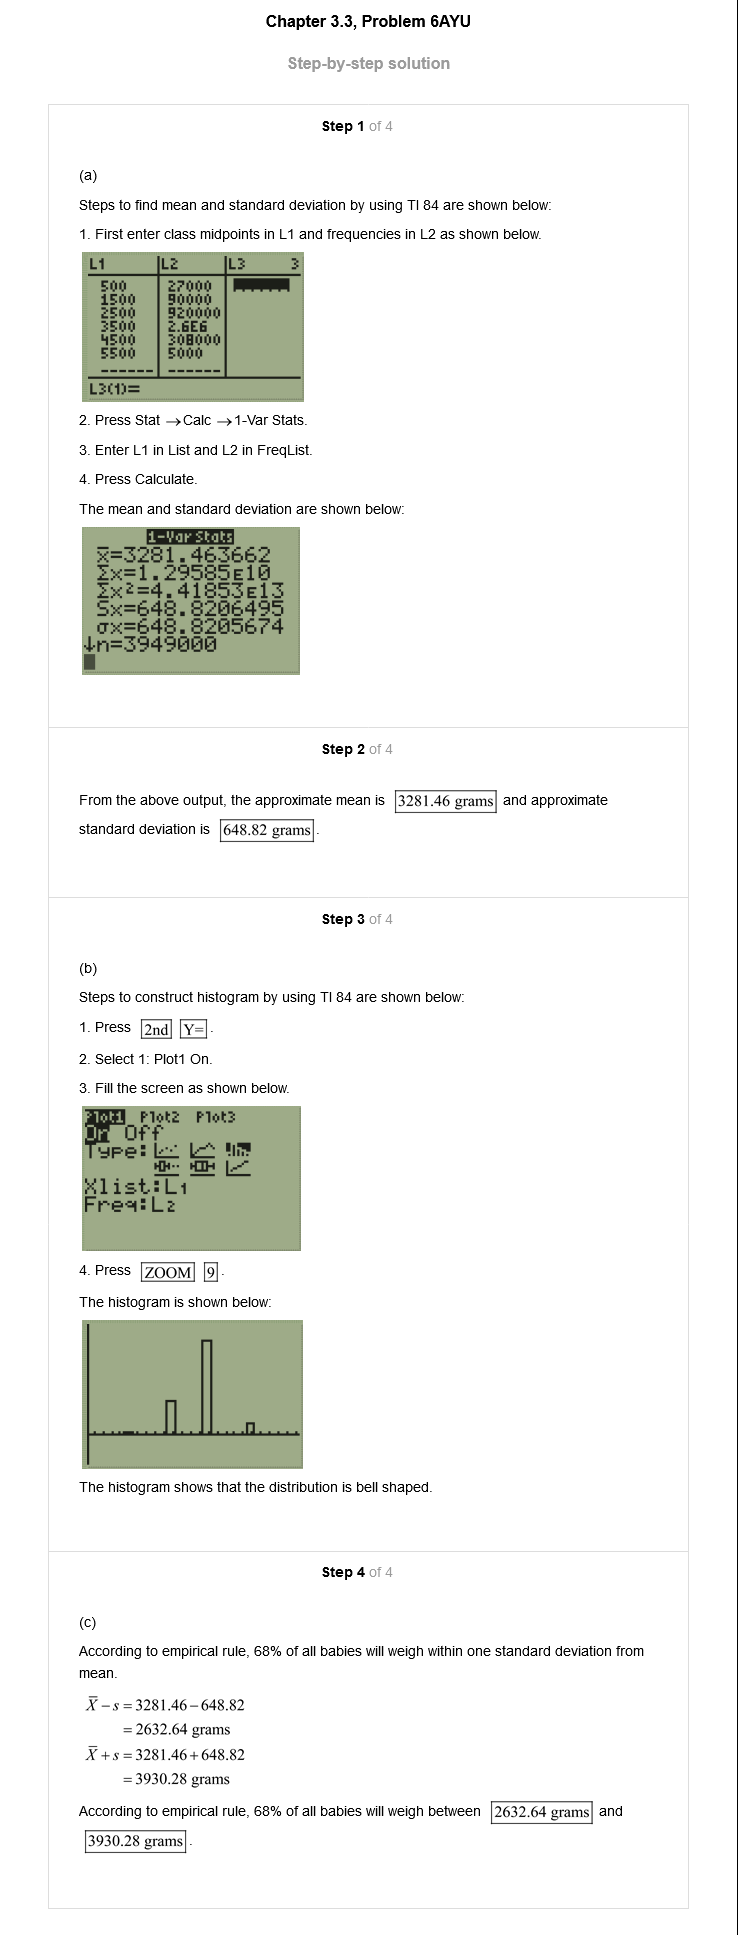 Chapter 3.3, Problem 6AYU
Step-by-step solution
Step 1 of 4
(a)
Steps to find mean and standard deviation by using TI 84 are shown below:
1. First enter class midpoints in L1 and frequencies in L2 as shown below.
L1 L2 L3 3
500 27000
1500 90000
2500 920000
3500 2.6E6
4500 308000
5500 5000
------ ------
L3(1)=
2. Press Stat →Calc →1-Var Stats.
3. Enter L1 in List and L2 in FreqList.
4. Press Calculate.
The mean and standard deviation are shown below:
1-Var Stats
x̅=3281.463662
Σx=1.29585E10
Σx²=4.41853E13
Sx=648.8206495
σx=648.8205674
↓n=3949000
Step 2 of 4
From the above output, the approximate mean is 3281.46 grams and approximate
standard deviation is 648.82 grams.
Step 3 of 4
(b)
Steps to construct histogram by using TI 84 are shown below:
1. Press 2nd Y=.
2. Select 1: Plot1 On.
3. Fill the screen as shown below.
Plot1 Plot2 Plot3
On Off
Type:
Xlist:L1
Freq:L2
4. Press ZOOM 9.
The histogram is shown below:
The histogram shows that the distribution is bell shaped.
Step 4 of 4
(c)
According to empirical rule, 68% of all babies will weigh within one standard deviation from
mean.
X̅ − s = 3281.46 − 648.82
= 2632.64 grams
X̅ + s = 3281.46 + 648.82
= 3930.28 grams
According to empirical rule, 68% of all babies will weigh between 2632.64 grams and
3930.28 grams.